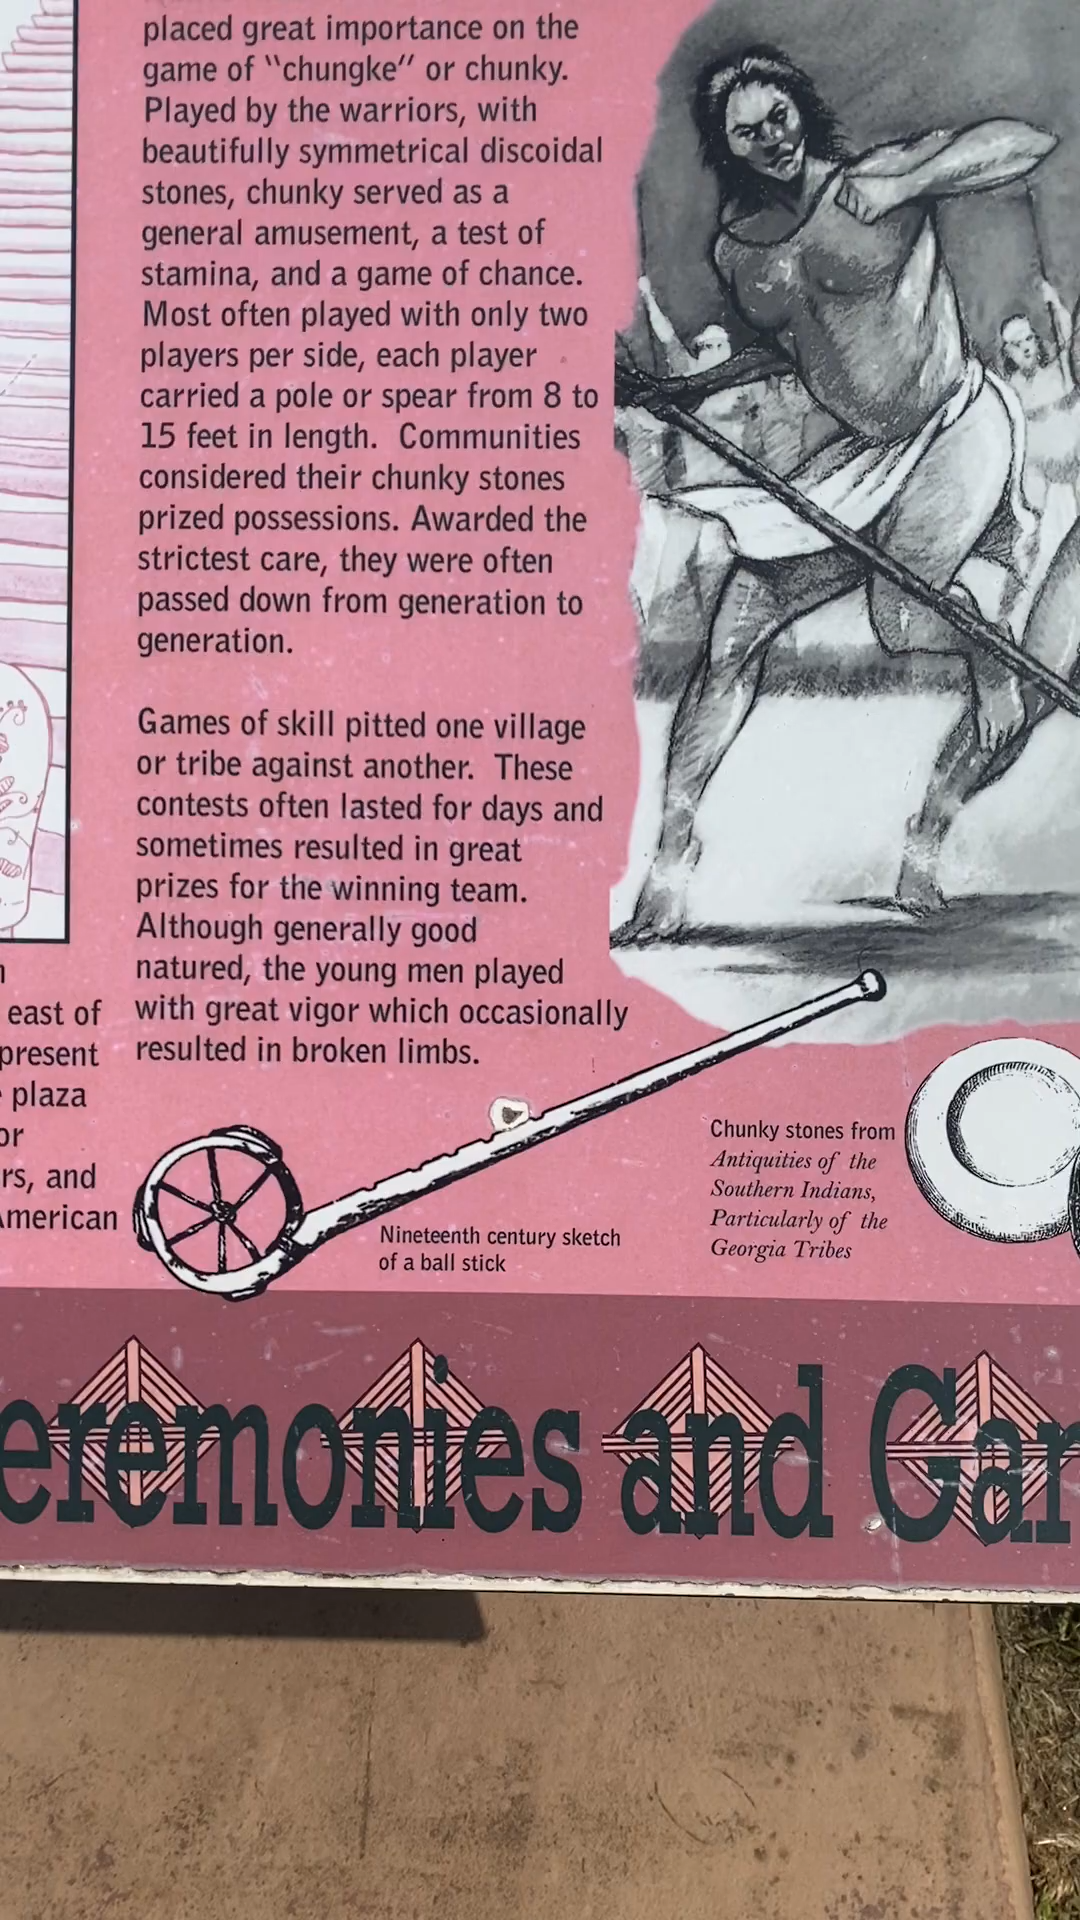 placed great importance on the
game of "chungke" or chunky.
Played by the warriors, with
beautifully symmetrical discoidal
stones, chunky served as a
general amusement, a test of
stamina, and a game of chance.
Most often played with only two
players per side, each player
carried a pole or spear from 8 to
15 feet in length. Communities
considered their chunky stones
prized possessions. Awarded the
strictest care, they were often
passed down from generation to
generation.
Games of skill pitted one village
or tribe against another. These
contests often lasted for days and
sometimes resulted in great
prizes for the winning team.
Although generally good
natured, the young men played
with great vigor which occasionally
resulted in broken limbs.
east of
present
plaza
or
rs, and
American
Nineteenth century sketch
of a ball stick
Chunky stones from
Antiquities of the
Southern Indians,
Particularly of the
Georgia Tribes
eremonies and Gam